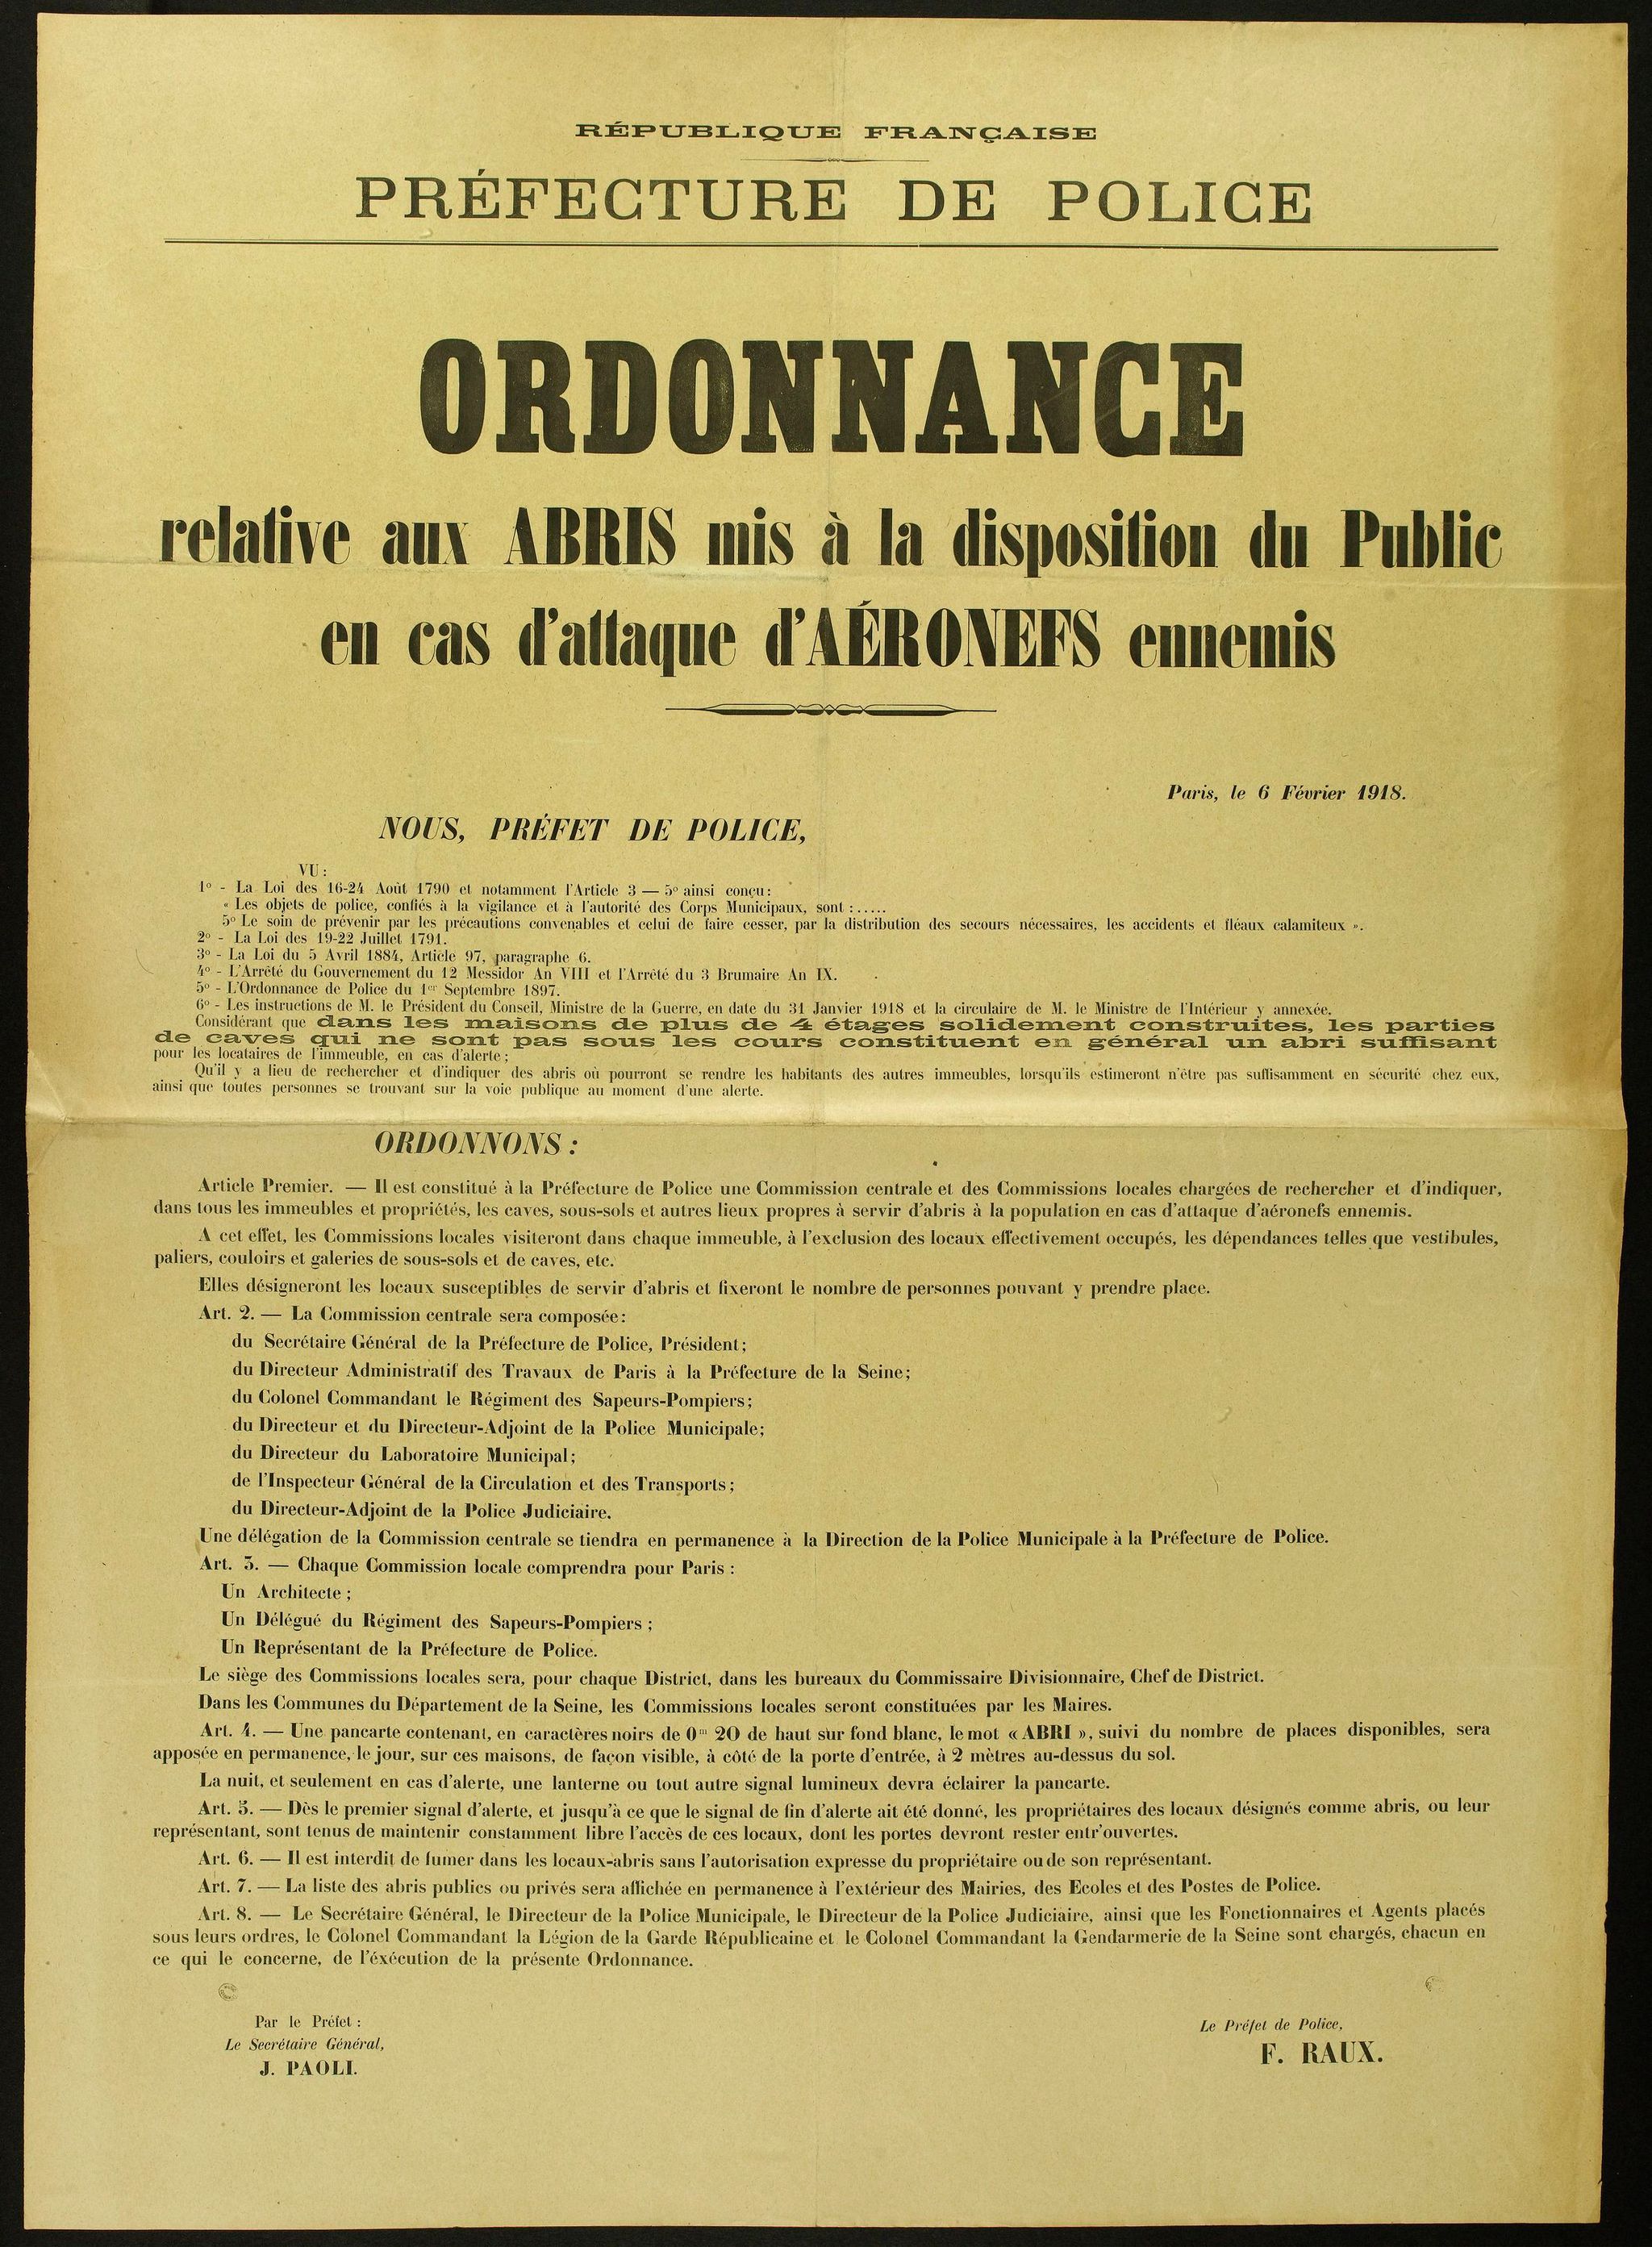 RÉPUBLIQUE FRANÇAISE
PRÉFECTURE DE POLICE
ORDONNANCE
relative aux ABRIS mis à la disposition du Public
en cas d'attaque d'AÉRONEFS ennemis
Paris, le 6 Février 1918.
NOUS, PRÉFET DE POLICE,
VU :
1º - La Loi des 16-24 Août 1790 et notamment l'Article 3 — 5º ainsi conçu :
« Les objets de police, confiés à la vigilance et à l'autorité des Corps Municipaux, sont :.....
5º Le soin de prévenir par les précautions convenables et celui de faire cesser, par la distribution des secours nécessaires, les accidents et fléaux calamiteux ».
2º - La Loi des 19-22 Juillet 1791.
3º - La Loi du 5 Avril 1884, Article 97, paragraphe 6.
4º - L'Arrêté du Gouvernement du 12 Messidor An VIII et l'Arrêté du 3 Brumaire An IX.
5º - L'Ordonnance de Police du 1er Septembre 1897.
6º - Les instructions de M. le Président du Conseil, Ministre de la Guerre, en date du 31 Janvier 1918 et la circulaire de M. le Ministre de l'Intérieur y annexée.
Considérant que dans les maisons de plus de 4 étages solidement construites, les parties
de caves qui ne sont pas sous les cours constituent en général un abri suffisant
pour les locataires de l'immeuble, en cas d'alerte ;
Qu'il y a lieu de rechercher et d'indiquer des abris où pourront se rendre les habitants des autres immeubles, lorsqu'ils estimeront n'être pas suffisamment en sécurité chez eux,
ainsi que toutes personnes se trouvant sur la voie publique au moment d'une alerte.
ORDONNONS :
Article Premier. — Il est constitué à la Préfecture de Police une Commission centrale et des Commissions locales chargées de rechercher et d'indiquer,
dans tous les immeubles et propriétés, les caves, sous-sols et autres lieux propres à servir d'abris à la population en cas d'attaque d'aéronefs ennemis.
A cet effet, les Commissions locales visiteront dans chaque immeuble, à l'exclusion des locaux effectivement occupés, les dépendances telles que vestibules,
paliers, couloirs et galeries de sous-sols et de caves, etc.
Elles désigneront les locaux susceptibles de servir d'abris et fixeront le nombre de personnes pouvant y prendre place.
Art. 2. — La Commission centrale sera composée :
du Secrétaire Général de la Préfecture de Police, Président ;
du Directeur Administratif des Travaux de Paris à la Préfecture de la Seine ;
du Colonel Commandant le Régiment des Sapeurs-Pompiers ;
du Directeur et du Directeur-Adjoint de la Police Municipale ;
du Directeur du Laboratoire Municipal ;
de l'Inspecteur Général de la Circulation et des Transports ;
du Directeur-Adjoint de la Police Judiciaire.
Une délégation de la Commission centrale se tiendra en permanence à la Direction de la Police Municipale à la Préfecture de Police.
Art. 3. — Chaque Commission locale comprendra pour Paris :
Un Architecte ;
Un Délégué du Régiment des Sapeurs-Pompiers ;
Un Représentant de la Préfecture de Police.
Le siège des Commissions locales sera, pour chaque District, dans les bureaux du Commissaire Divisionnaire, Chef de District.
Dans les Communes du Département de la Seine, les Commissions locales seront constituées par les Maires.
Art. 4. — Une pancarte contenant, en caractères noirs de 0m 20 de haut sur fond blanc, le mot « ABRI », suivi du nombre de places disponibles, sera
apposée en permanence, le jour, sur ces maisons, de façon visible, à côté de la porte d'entrée, à 2 mètres au-dessus du sol.
La nuit, et seulement en cas d'alerte, une lanterne ou tout autre signal lumineux devra éclairer la pancarte.
Art. 5. — Dès le premier signal d'alerte, et jusqu'à ce que le signal de fin d'alerte ait été donné, les propriétaires des locaux désignés comme abris, ou leur
représentant, sont tenus de maintenir constamment libre l'accès de ces locaux, dont les portes devront rester entr'ouvertes.
Art. 6. — Il est interdit de fumer dans les locaux-abris sans l'autorisation expresse du propriétaire ou de son représentant.
Art. 7. — La liste des abris publics ou privés sera affichée en permanence à l'extérieur des Mairies, des Ecoles et des Postes de Police.
Art. 8. — Le Secrétaire Général, le Directeur de la Police Municipale, le Directeur de la Police Judiciaire, ainsi que les Fonctionnaires et Agents placés
sous leurs ordres, le Colonel Commandant la Légion de la Garde Républicaine et le Colonel Commandant la Gendarmerie de la Seine sont chargés, chacun en
ce qui le concerne, de l'éxécution de la présente Ordonnance.
Par le Préfet :
Le Secrétaire Général,
J. PAOLI.
Le Préfet de Police,
F. RAUX.